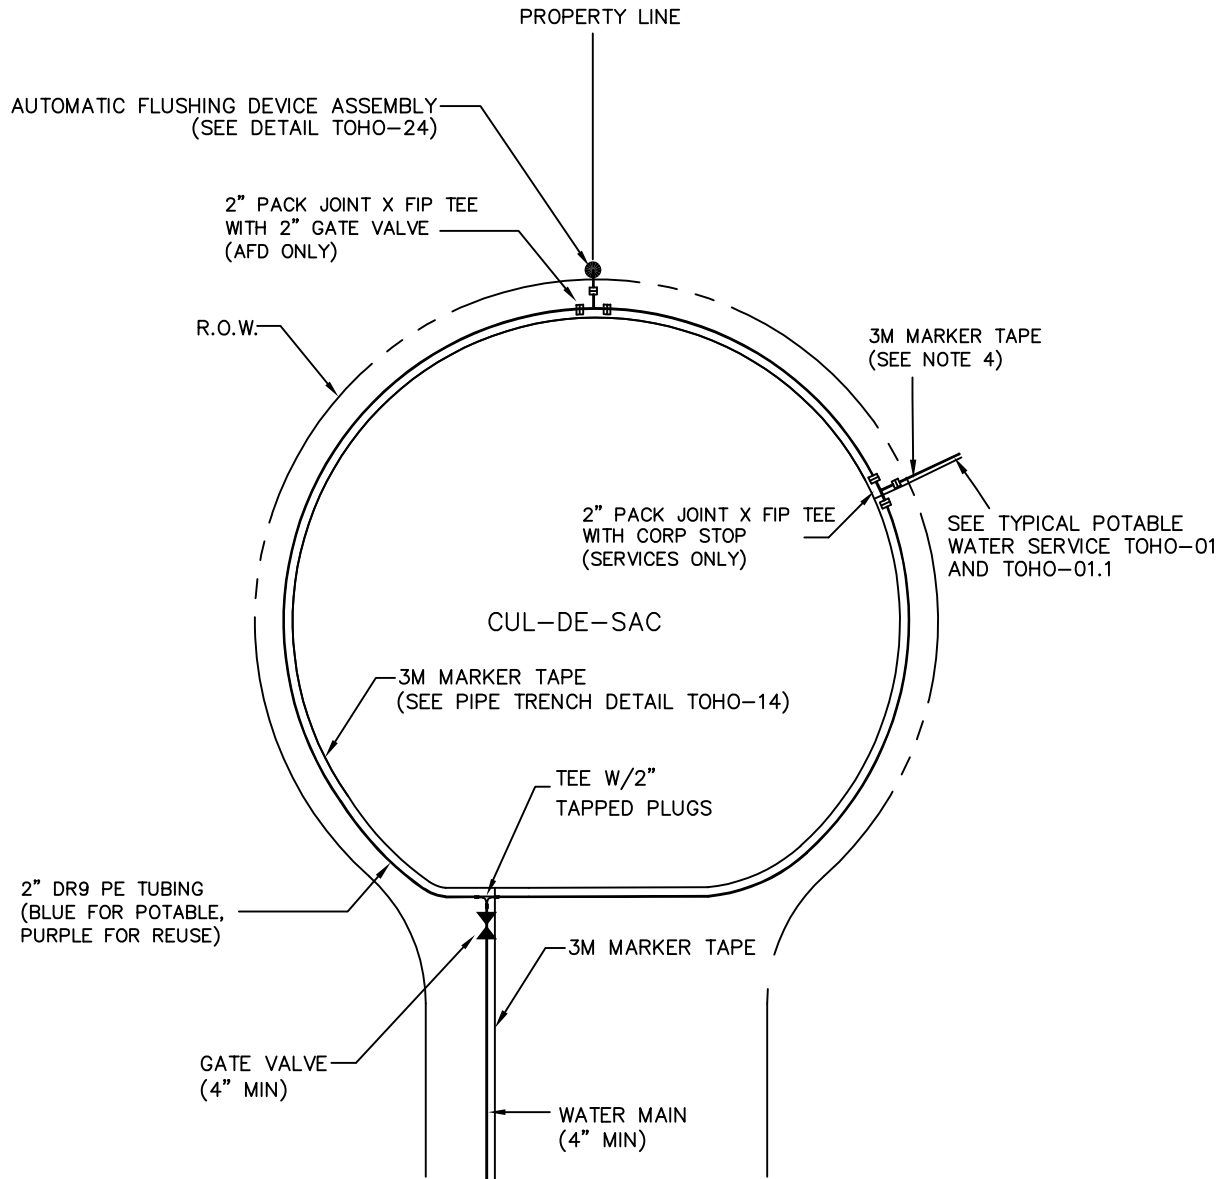 PROPERTY LINE
AUTOMATIC FLUSHING DEVICE ASSEMBLY
(SEE DETAIL TOHO-24)
2” PACK JOINT X FIP TEE
WITH 2” GATE VALVE
(AFD ONLY)
R.O.W.
3M MARKER TAPE
(SEE NOTE 4)
2” PACK JOINT X FIP TEE
WITH CORP STOP
(SERVICES ONLY)
SEE TYPICAL POTABLE
WATER SERVICE TOHO-01
AND TOHO-01.1
CUL-DE-SAC
3M MARKER TAPE
(SEE PIPE TRENCH DETAIL TOHO-14)
TEE W/2”
TAPPED PLUGS
2” DR9 PE TUBING
(BLUE FOR POTABLE,
PURPLE FOR REUSE)
3M MARKER TAPE
GATE VALVE
(4” MIN)
WATER MAIN
(4” MIN)